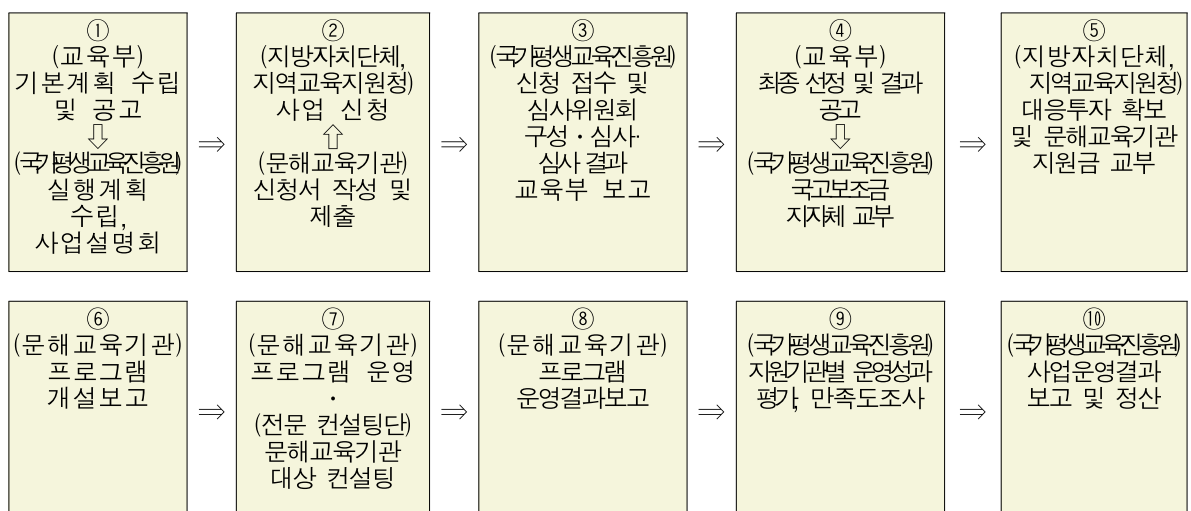 ①
(교육부)
기본계획 수립
및 공고
⇩
(국가평생교육진흥원)
실행계획
수립,
사업설명회
⇒
②
(지방자치단체,
지역교육지원청)
사업 신청
⇧
(문해교육기관)
신청서 작성 및
제출
⇒
③
(국가평생교육진흥원)
신청 접수 및
심사위원회
구성·심사·
심사 결과
교육부 보고
⇒
④
(교육부)
최종 선정 및 결과
공고
⇩
(국가평생교육진흥원)
국고보조금
지자체 교부
⇒
⑤
(지방자치단체,
지역교육지원청)
대응투자 확보
및 문해교육기관
지원금 교부
⑥
(문해교육기관)
프로그램
개설보고
⇒
⑦
(문해교육기관)
프로그램 운영
·
(전문 컨설팅단)
문해교육기관
대상 컨설팅
⇒
⑧
(문해교육기관)
프로그램
운영결과보고
⇒
⑨
(국가평생교육진흥원)
지원기관별 운영성과
평가, 만족도조사
⇒
⑩
(국가평생교육진흥원)
사업운영결과
보고 및 정산